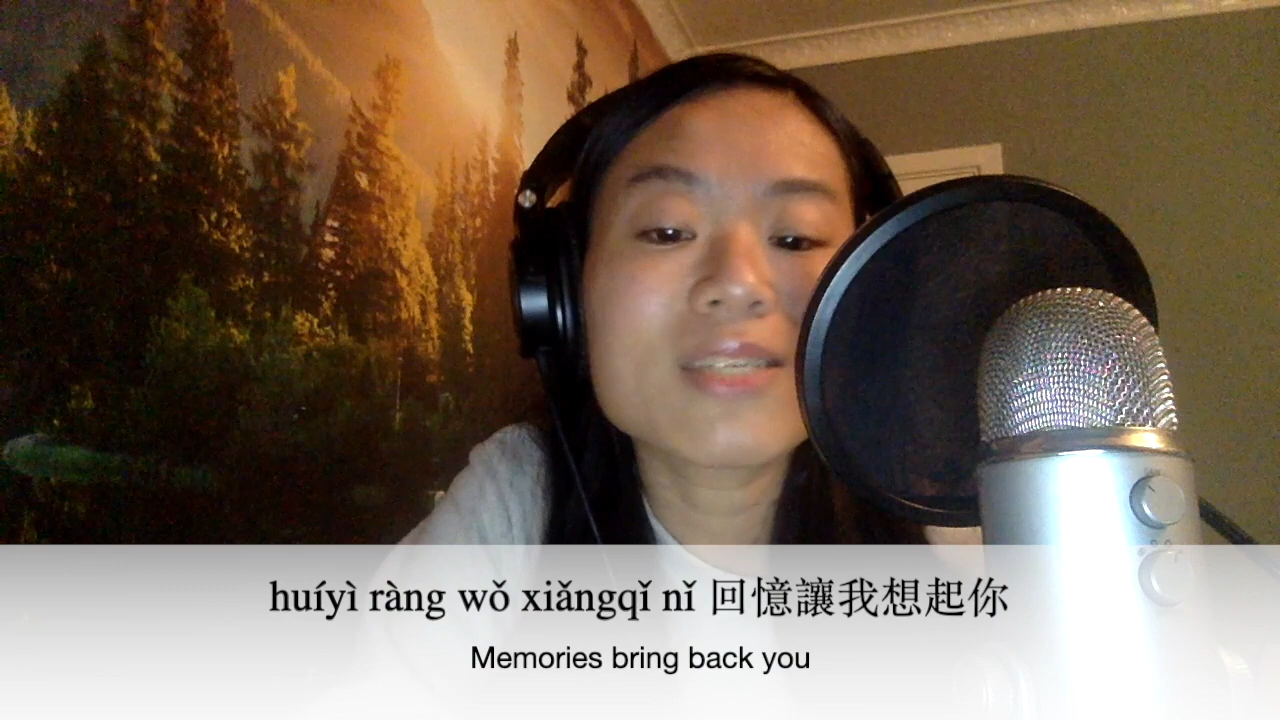 huíyì ràng wǒ xiǎngqǐ nǐ 回憶讓我想起你
Memories bring back you